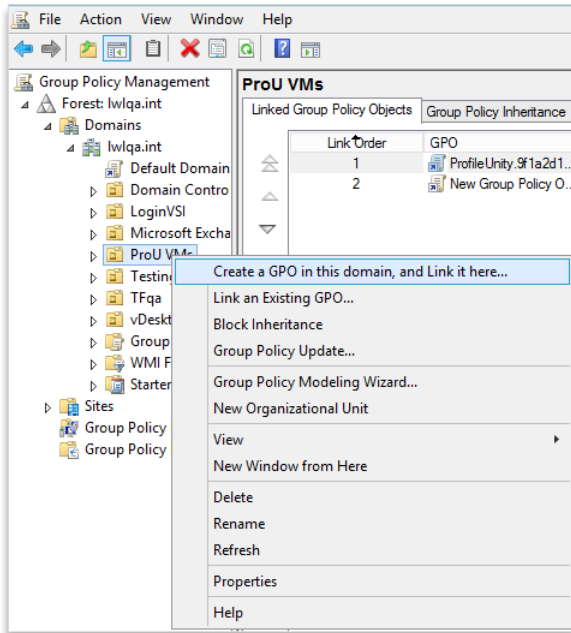 File Action View Window Help
Group Policy Management
Forest: lwlqa.int
Domains
lwlqa.int
Default Domain
Domain Contro
LoginVSI
Microsoft Excha
ProU VMs
Testing
TFqa
vDeskt
Group
WMI F
Starter
Sites
Group Policy
Group Policy
ProU VMs
Linked Group Policy Objects Group Policy Inheritance
Link Order GPO
1 ProfileUnity.9f1a2d1...
2 New Group Policy O...
Create a GPO in this domain, and Link it here...
Link an Existing GPO...
Block Inheritance
Group Policy Update...
Group Policy Modeling Wizard...
New Organizational Unit
View
New Window from Here
Delete
Rename
Refresh
Properties
Help